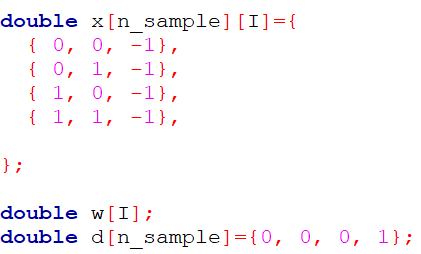 double x[n_sample][I]={
{ 0, 0, -1},
{ 0, 1, -1},
{ 1, 0, -1},
{ 1, 1, -1},
};
double w[I];
double d[n_sample]={0, 0, 0, 1};